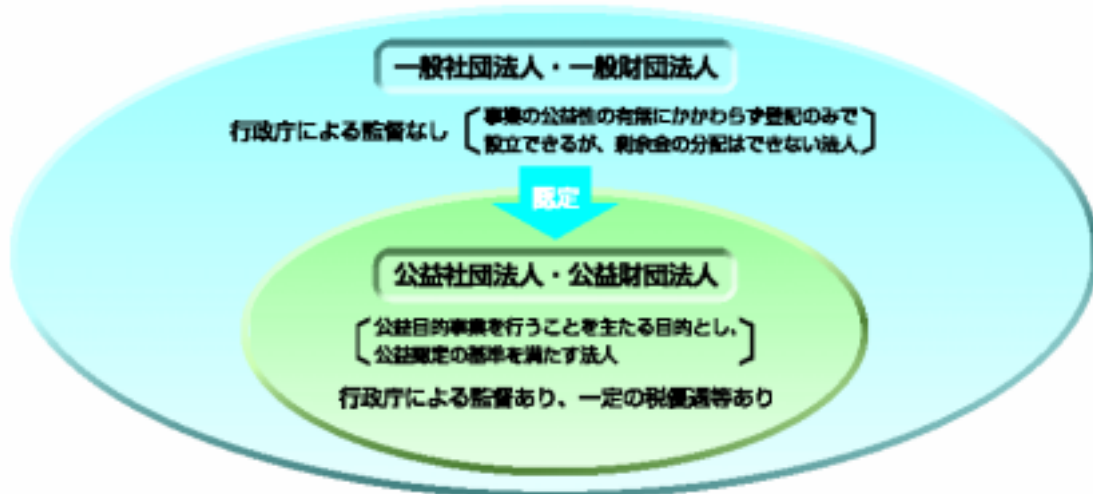 一般社団法人・一般財団法人
行政庁による監督なし
事業の公益性の有無にかかわらず登記のみで
設立できるが、剰余金の分配はできない法人
認定
公益社団法人・公益財団法人
公益目的事業を行うことを主たる目的とし、
公益認定の基準を満たす法人
行政庁による監督あり、一定の税優遇等あり